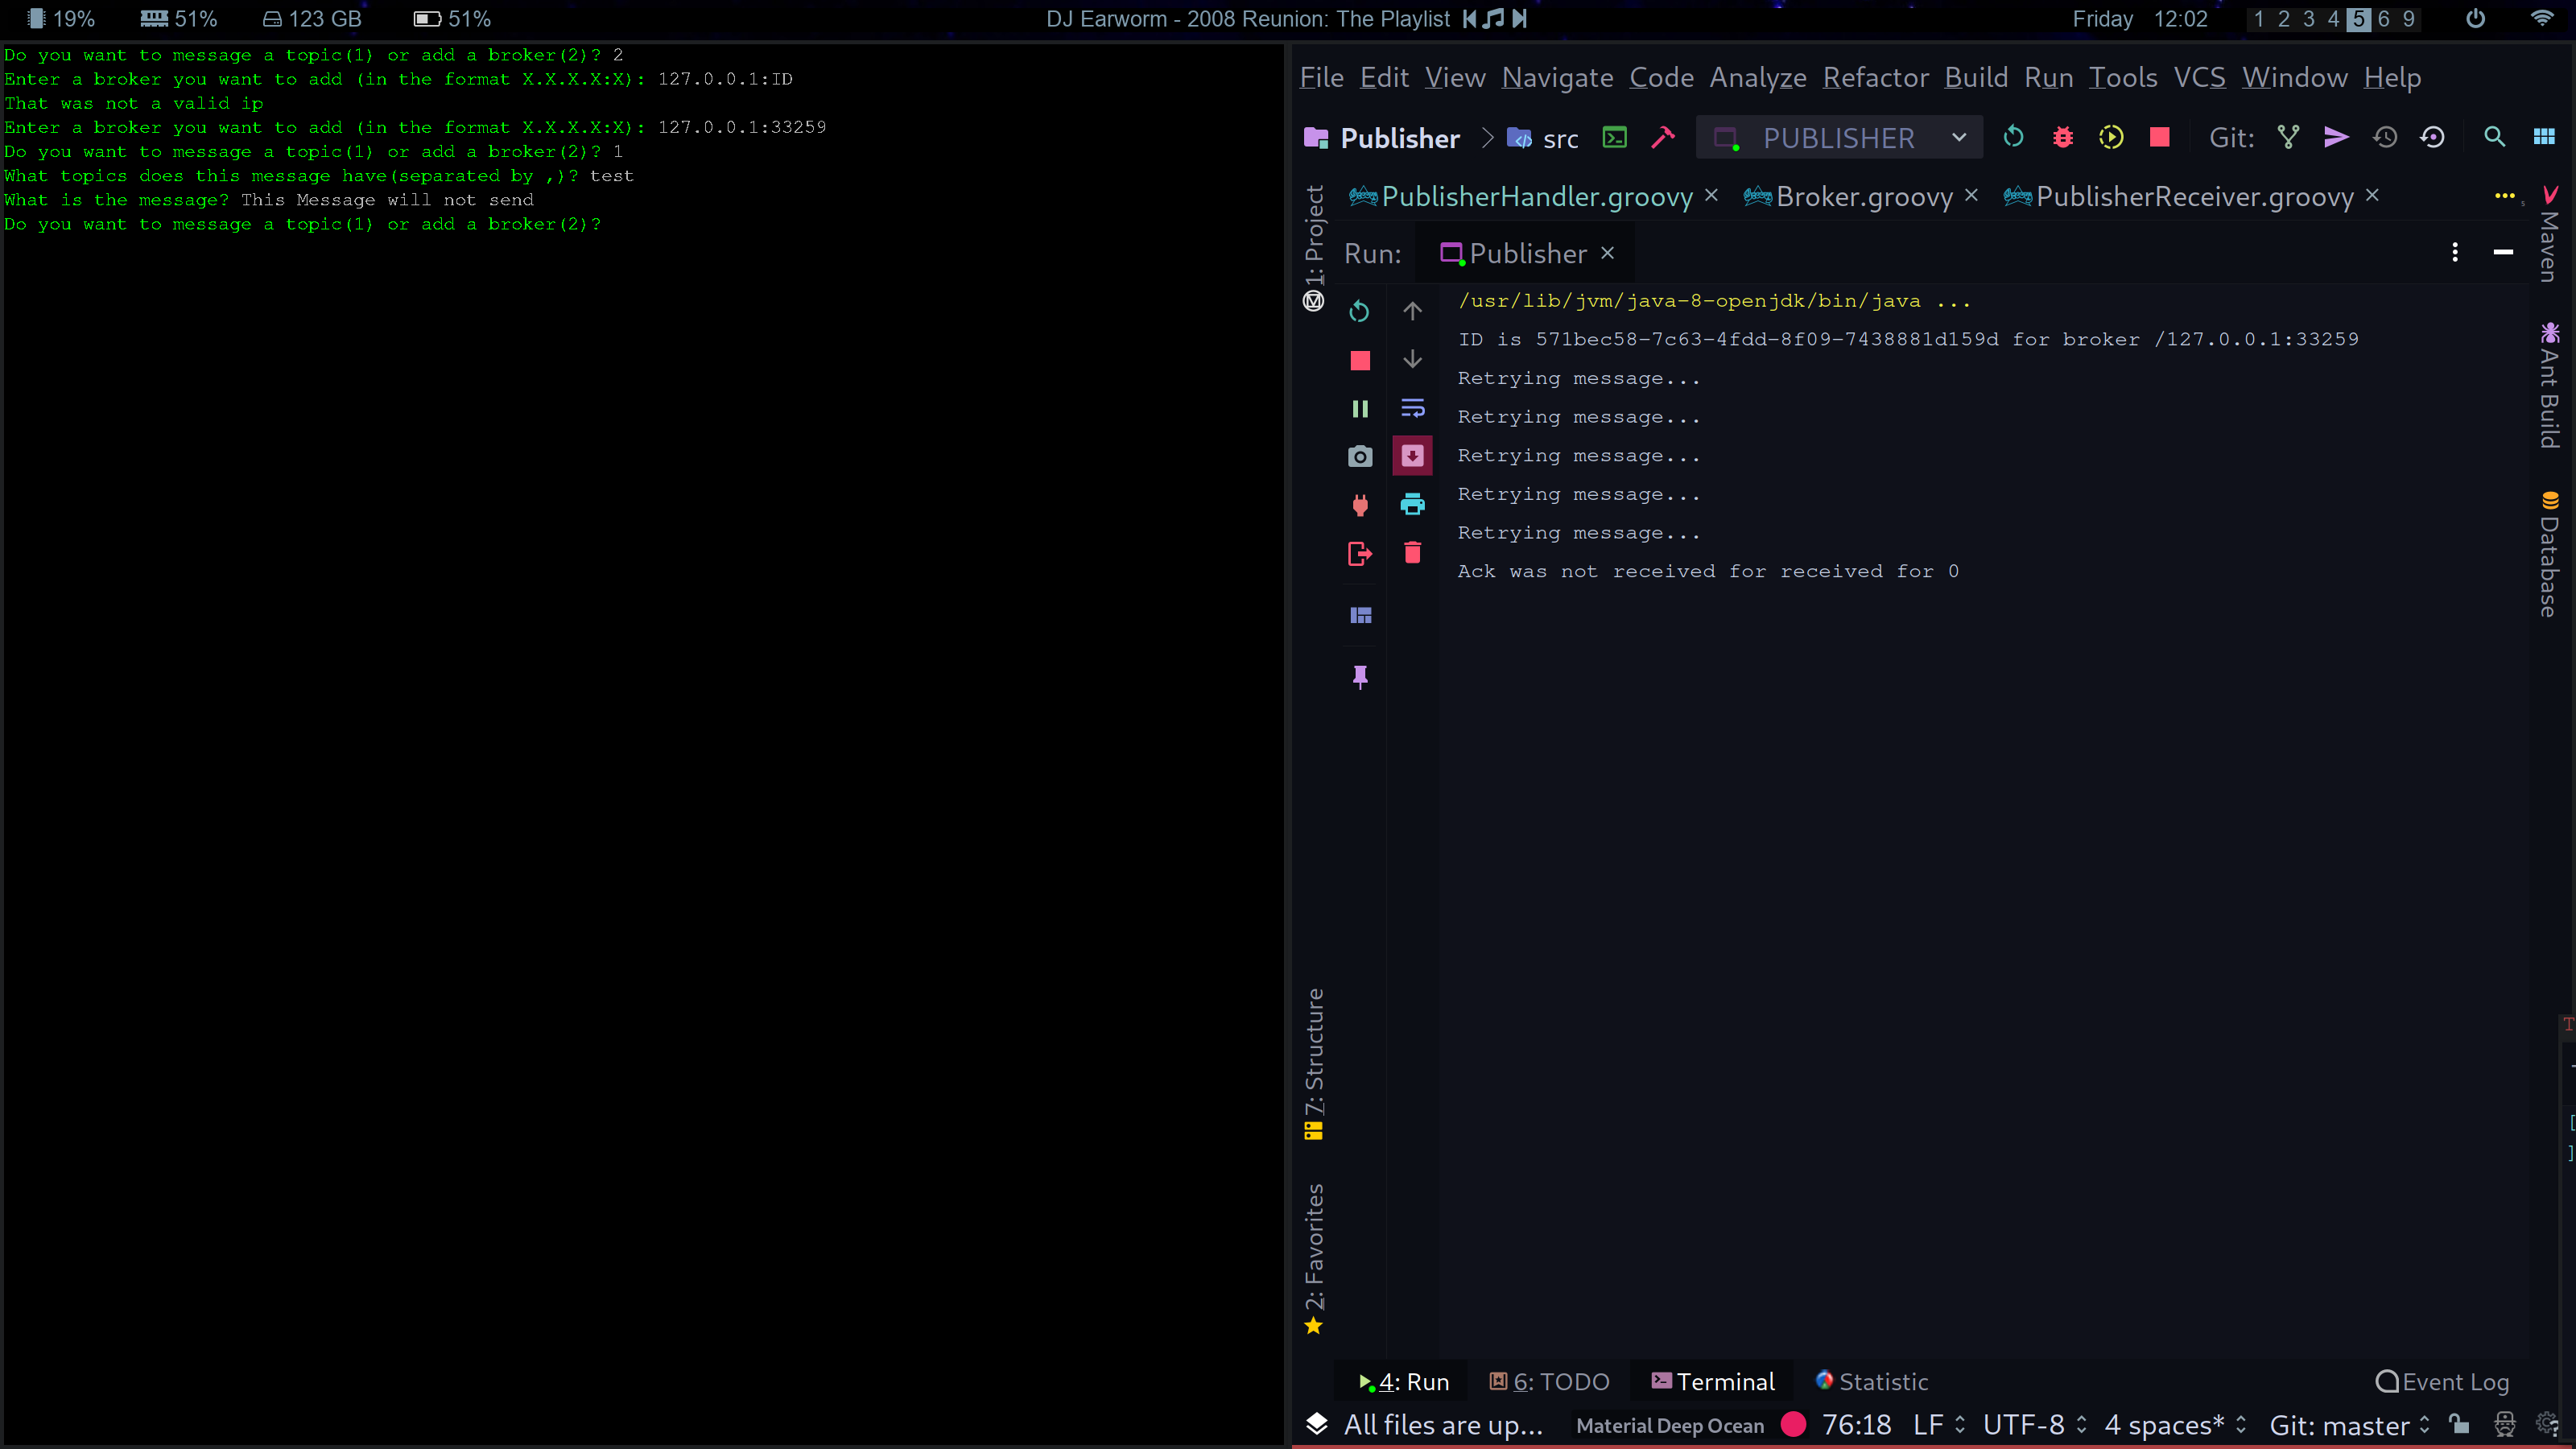 19% 51% 123 GB 51% DJ Earworm - 2008 Reunion: The Playlist Friday 12:02 1 2 3 4 5 6 9
Do you want to message a topic(1) or add a broker(2)? 2
Enter a broker you want to add (in the format X.X.X.X:X): 127.0.0.1:ID
That was not a valid ip
Enter a broker you want to add (in the format X.X.X.X:X): 127.0.0.1:33259
Do you want to message a topic(1) or add a broker(2)? 1
What topics does this message have(separated by ,)? test
What is the message? This Message will not send
Do you want to message a topic(1) or add a broker(2)?
File Edit View Navigate Code Analyze Refactor Build Run Tools VCS Window Help
Publisher src PUBLISHER Git:
PublisherHandler.groovy Broker.groovy PublisherReceiver.groovy
Run: Publisher
/usr/lib/jvm/java-8-openjdk/bin/java ...
ID is 571bec58-7c63-4fdd-8f09-7438881d159d for broker /127.0.0.1:33259
Retrying message...
Retrying message...
Retrying message...
Retrying message...
Retrying message...
Ack was not received for received for 0
1: Project
7: Structure
2: Favorites
Maven
Ant Build
Database
4: Run 6: TODO Terminal Statistic Event Log
All files are up... Material Deep Ocean 76:18 LF UTF-8 4 spaces* Git: master